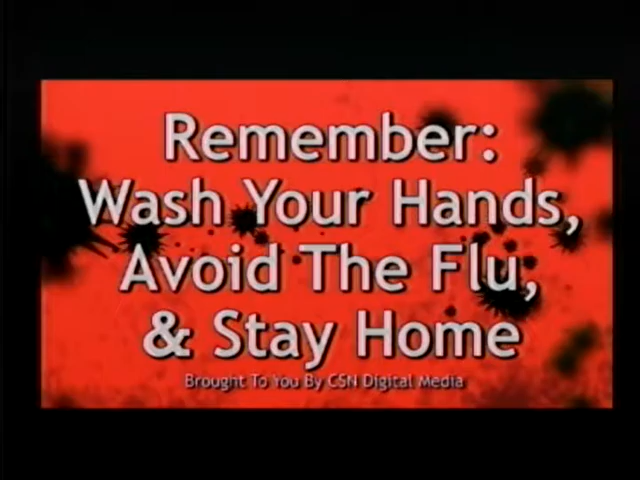 Remember:
Wash Your Hands,
Avoid The Flu,
& Stay Home
Brought To You By CSN Digital Media